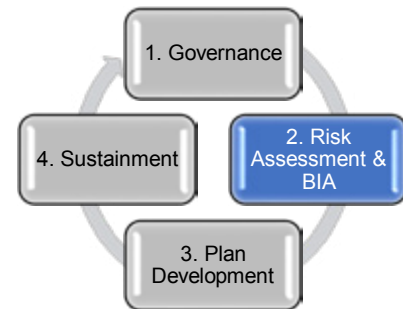 1. Governance
2. Risk
Assessment &
BIA
3. Plan
Development
4. Sustainment